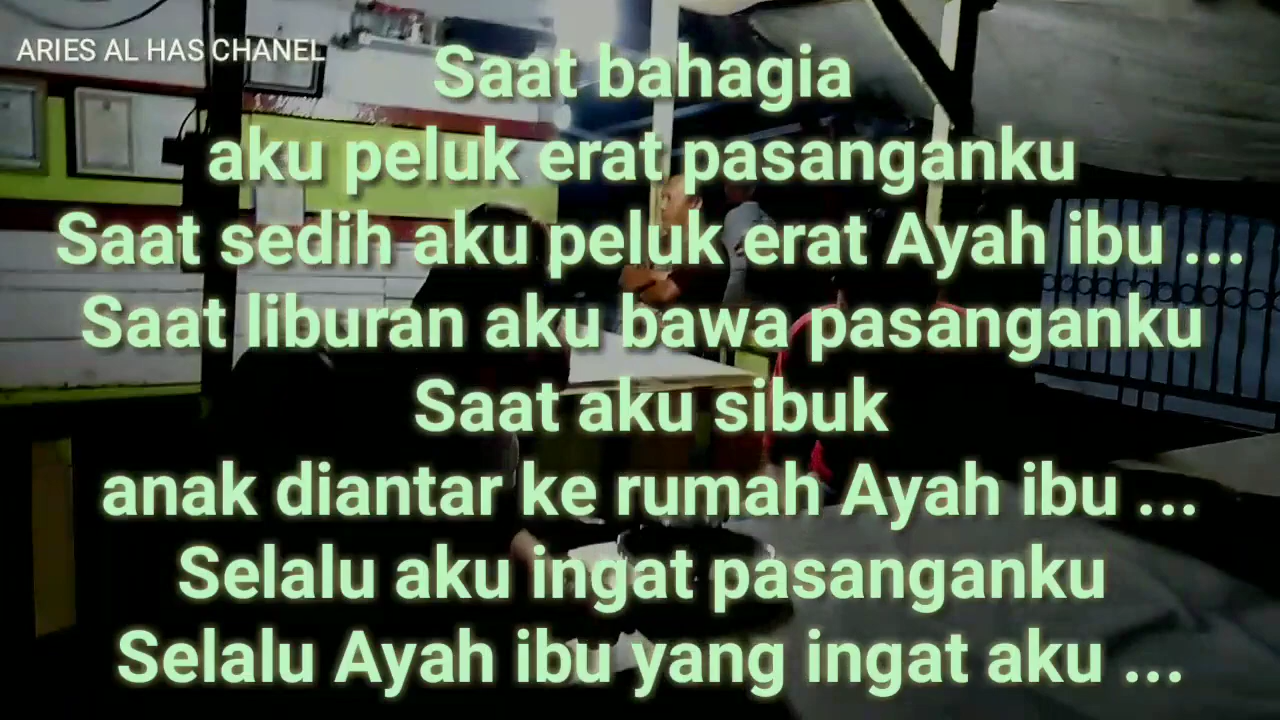 ARIES AL HAS CHANEL
Saat bahagia
aku peluk erat pasanganku
Saat sedih aku peluk erat Ayah ibu ...
Saat liburan aku bawa pasanganku
Saat aku sibuk
anak diantar ke rumah Ayah ibu ...
Selalu aku ingat pasanganku
Selalu Ayah ibu yang ingat aku ...